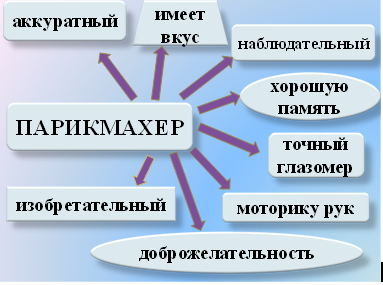 аккуратный
имеет
вкус
наблюдательный
хорошую
память
ПАРИКМАХЕР
точный
глазомер
изобретательный
моторику рук
доброжелательность